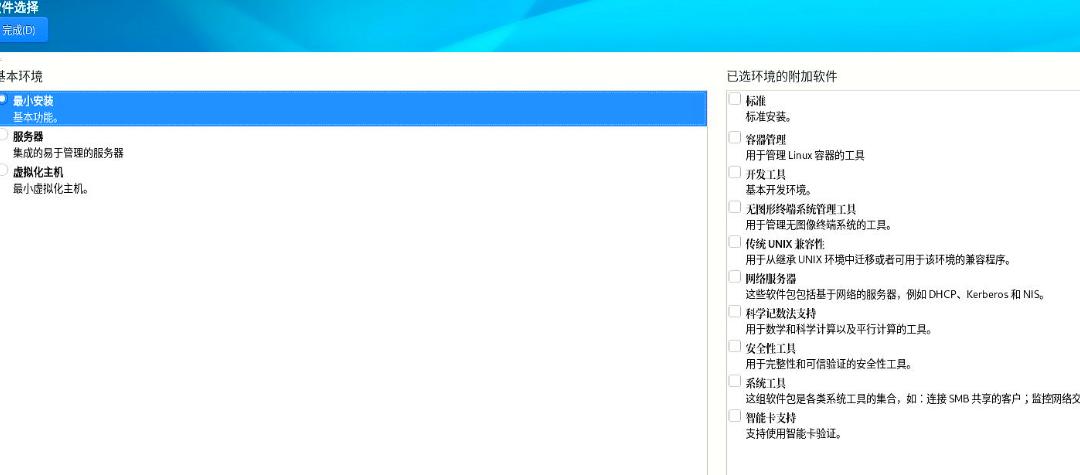 软件选择
完成(D)
基本环境
已选环境的附加软件
最小安装
基本功能。
服务器
集成的易于管理的服务器
虚拟化主机
最小虚拟化主机。
标准
标准安装。
容器管理
用于管理 Linux 容器的工具
开发工具
基本开发环境。
无图形终端系统管理工具
用于管理无图像终端系统的工具。
传统 UNIX 兼容性
用于从继承 UNIX 环境中迁移或者可用于该环境的兼容程序。
网络服务器
这些软件包包括基于网络的服务器，例如 DHCP、Kerberos 和 NIS。
科学记数法支持
用于数学和科学计算以及平行计算的工具。
安全性工具
用于完整性和可信验证的安全性工具。
系统工具
这组软件包是各类系统工具的集合，如：连接 SMB 共享的客户；监控网络交
智能卡支持
支持使用智能卡验证。